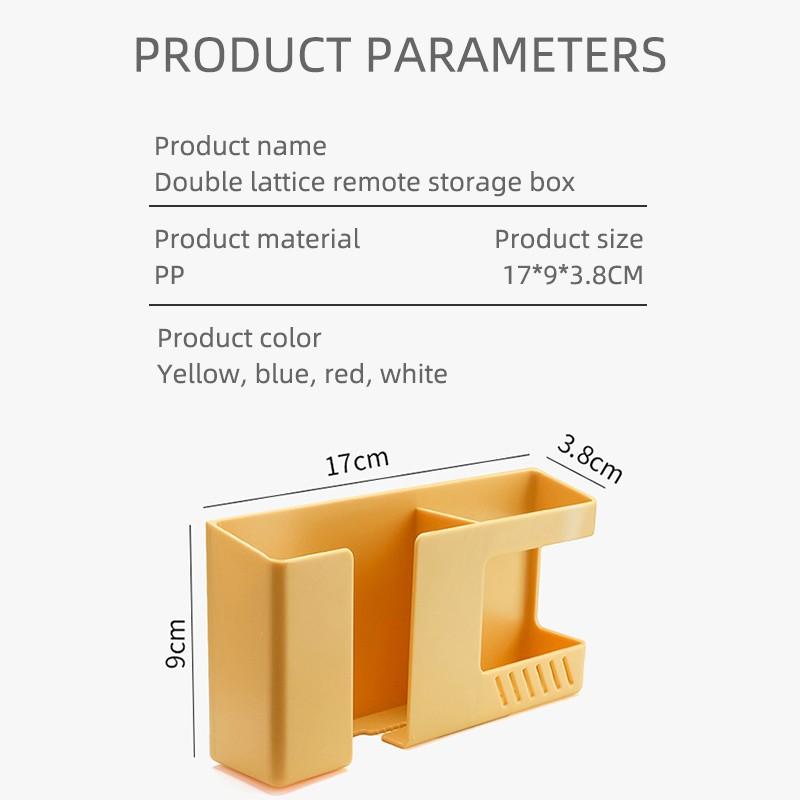 PRODUCT PARAMETERS
Product name
Double lattice remote storage box
Product material
Product size
PP
17*9*3.8CM
Product color
Yellow, blue, red, white
17cm
3.8cm
9cm